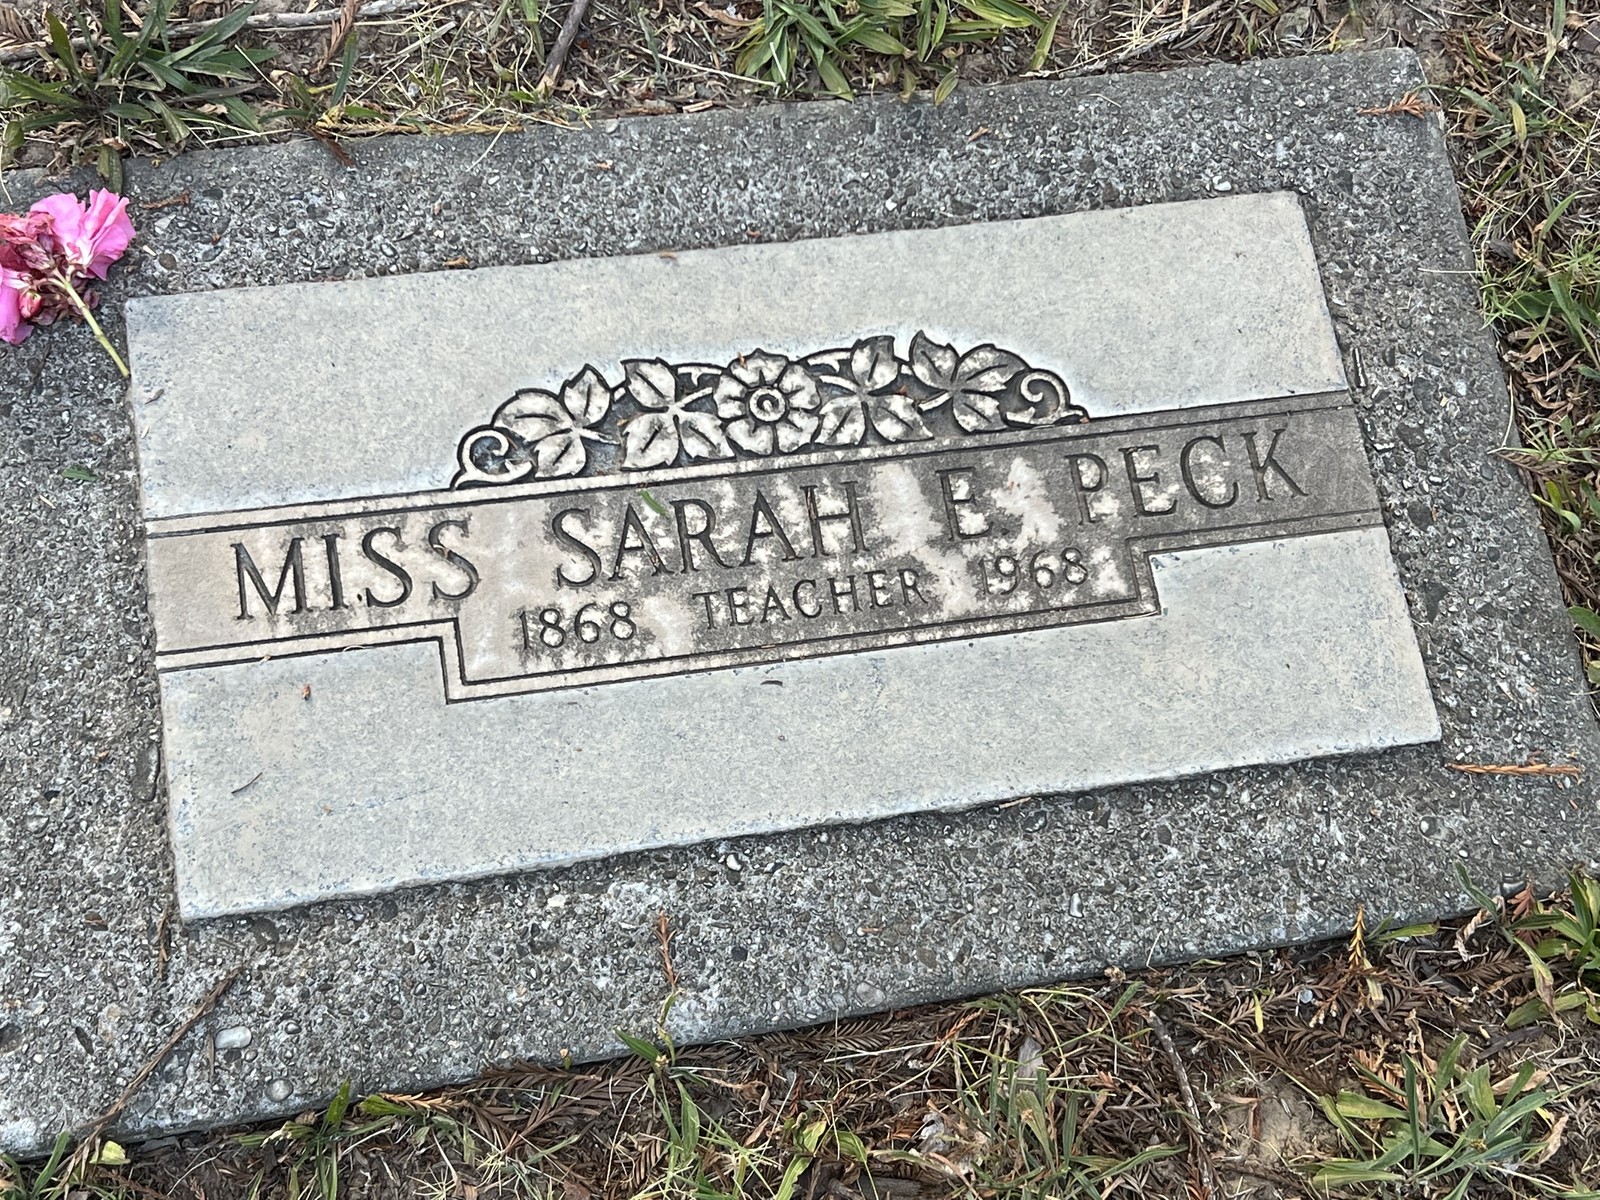 MISS SARAH E. PECK
1868 TEACHER 1968